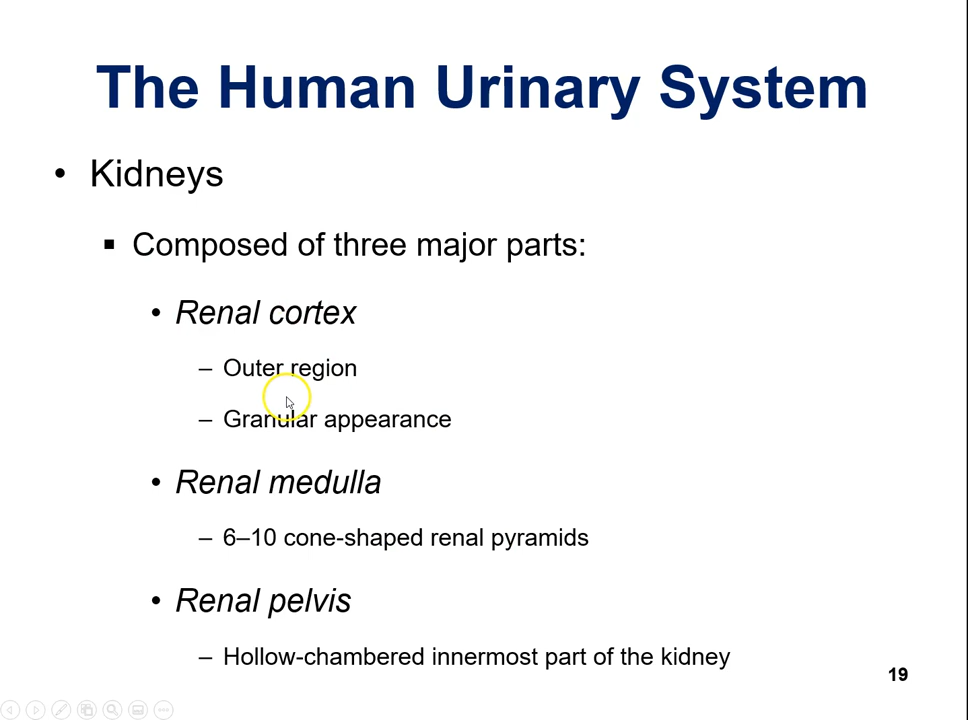 The Human Urinary System
• Kidneys
▪ Composed of three major parts:
• Renal cortex
– Outer region
– Granular appearance
• Renal medulla
– 6–10 cone-shaped renal pyramids
• Renal pelvis
– Hollow-chambered innermost part of the kidney
19